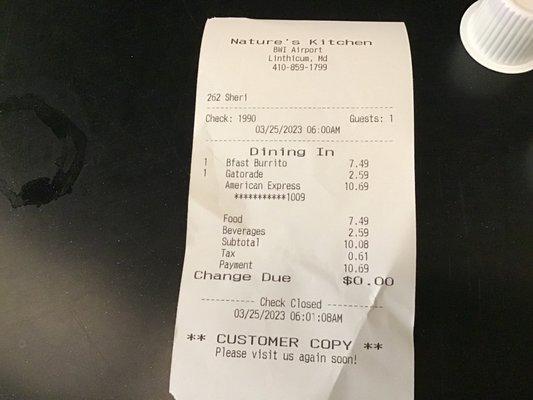 Nature's Kitchen
BWI Airport
Linthicum, Md
410-859-1799
262 Sheri
Check: 1990 Guests: 1
03/25/2023 06:00AM
Dining In
1 Bfast Burrito 7.49
1 Gatorade 2.59
American Express 10.69
***********1009
Food 7.49
Beverages 2.59
Subtotal 10.08
Tax 0.61
Payment 10.69
Change Due $0.00
----------- Check Closed -----------
03/25/2023 06:01:08AM
** CUSTOMER COPY **
Please visit us again soon!